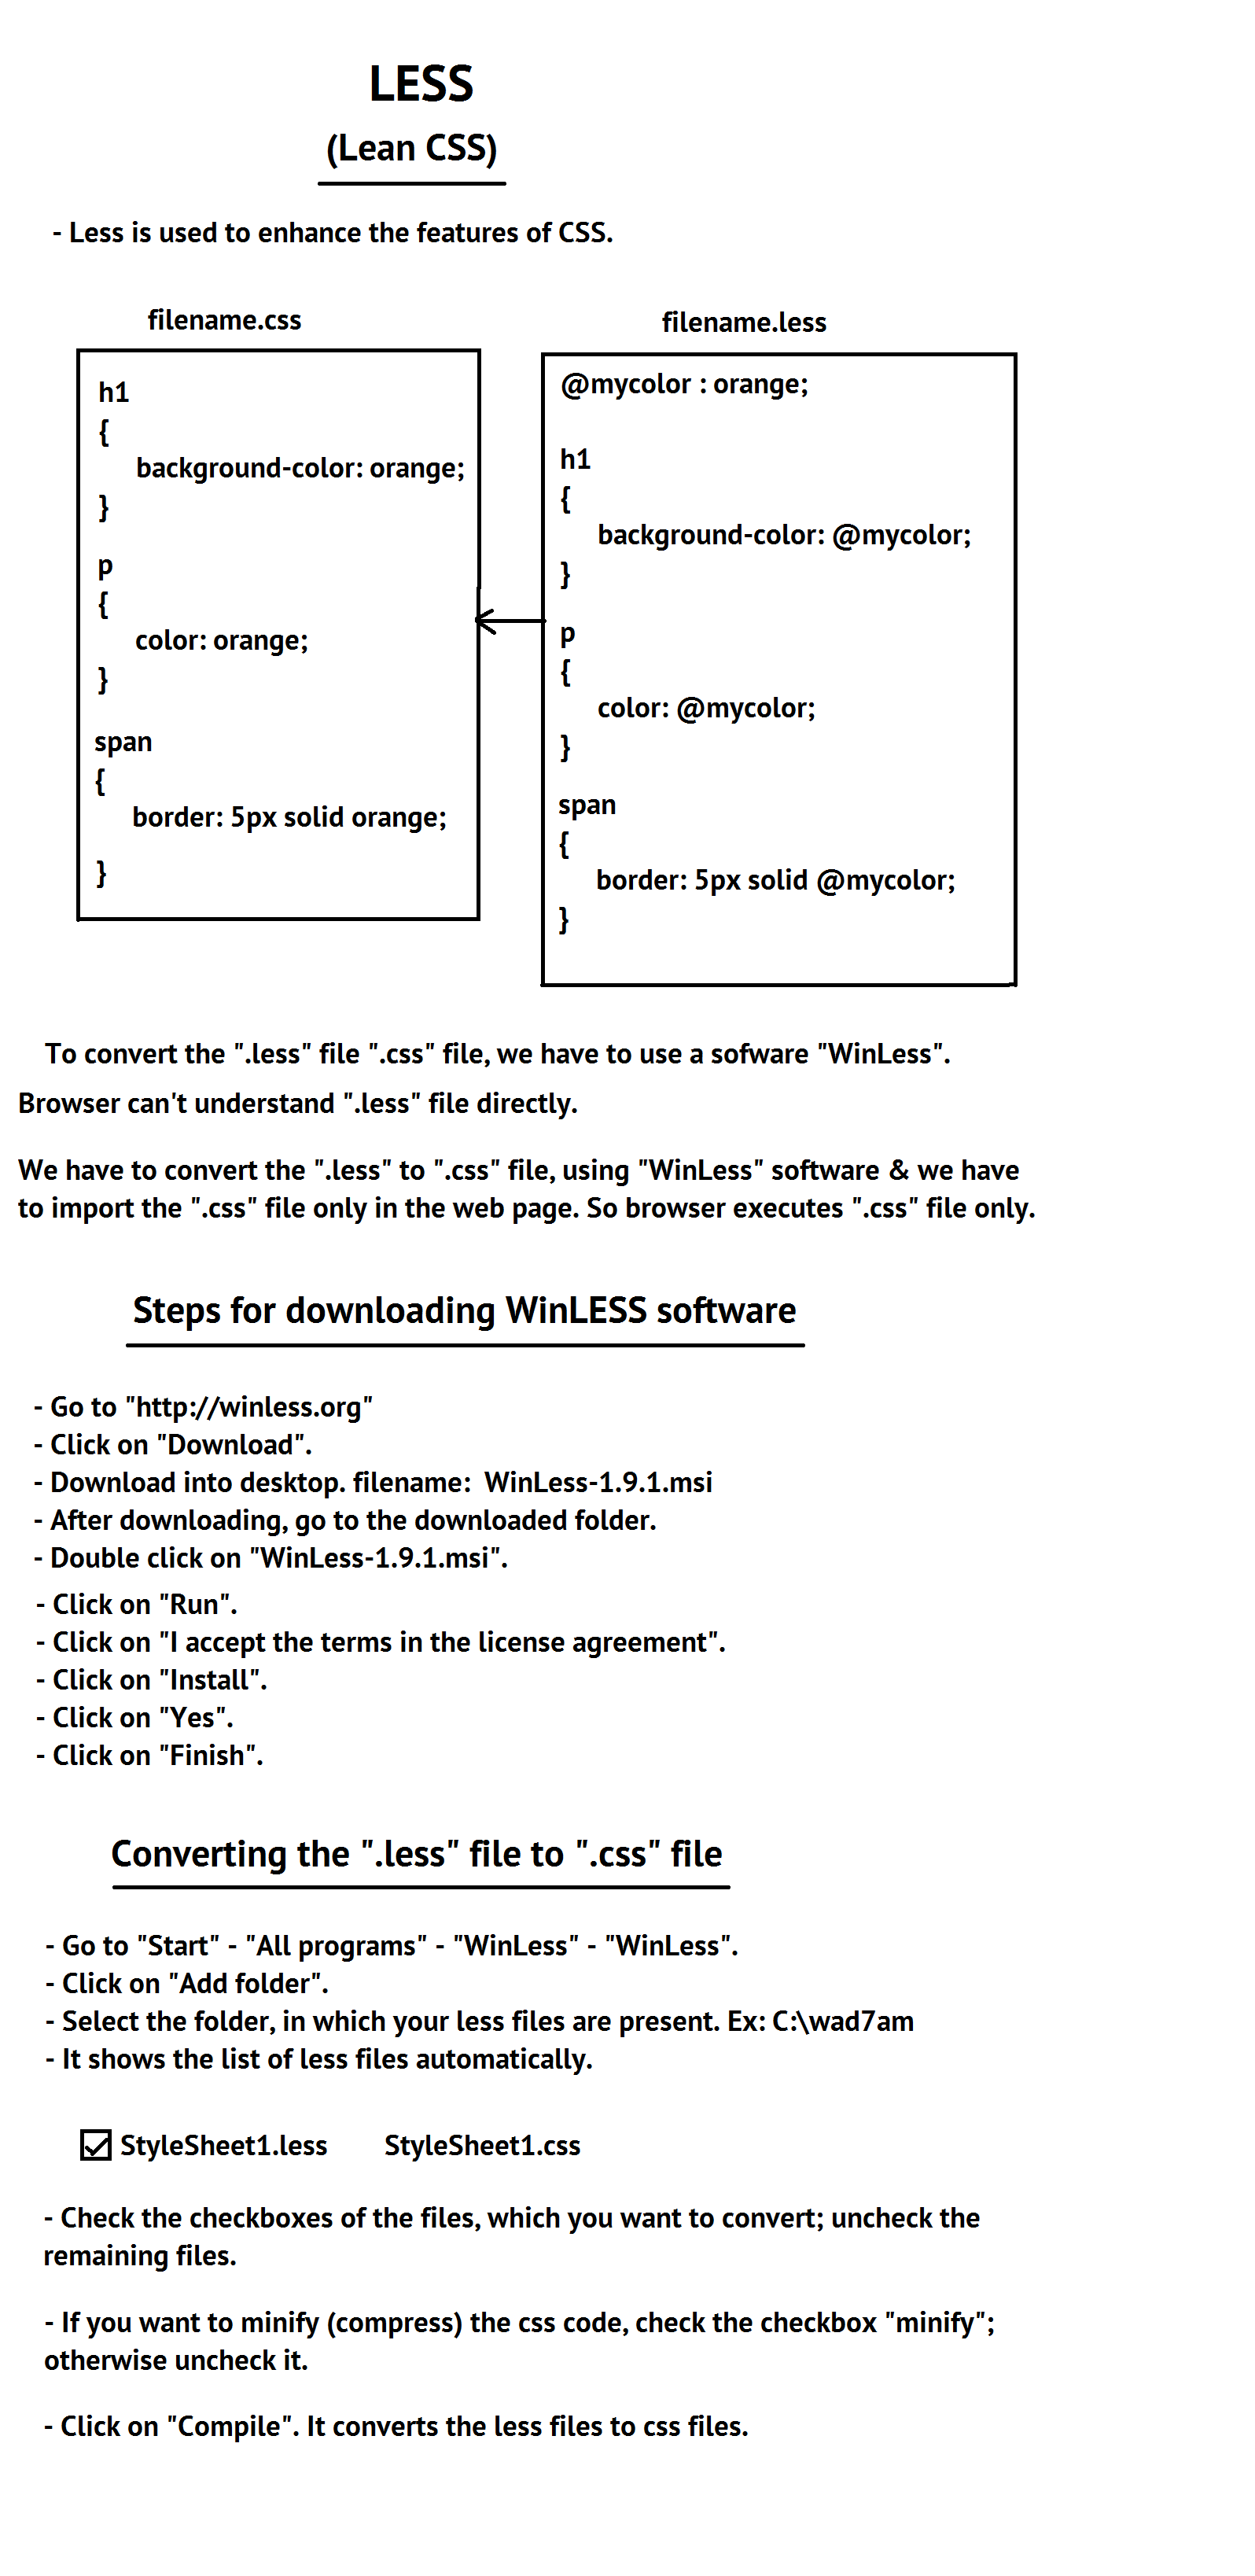 LESS
(Lean CSS)
- Less is used to enhance the features of CSS.
filename.css
h1
{
background-color: orange;
}
p
{
color: orange;
}
span
{
border: 5px solid orange;
}
filename.less
@mycolor : orange;
h1
{
background-color: @mycolor;
}
p
{
color: @mycolor;
}
span
{
border: 5px solid @mycolor;
}
To convert the ".less" file ".css" file, we have to use a sofware "WinLess".
Browser can't understand ".less" file directly.
We have to convert the ".less" to ".css" file, using "WinLess" software & we have
to import the ".css" file only in the web page. So browser executes ".css" file only.
Steps for downloading WinLESS software
- Go to "http://winless.org"
- Click on "Download".
- Download into desktop. filename:  WinLess-1.9.1.msi
- After downloading, go to the downloaded folder.
- Double click on "WinLess-1.9.1.msi".
- Click on "Run".
- Click on "I accept the terms in the license agreement".
- Click on "Install".
- Click on "Yes".
- Click on "Finish".
Converting the ".less" file to ".css" file
- Go to "Start" - "All programs" - "WinLess" - "WinLess".
- Click on "Add folder".
- Select the folder, in which your less files are present. Ex: C:\wad7am
- It shows the list of less files automatically.
StyleSheet1.less StyleSheet1.css
- Check the checkboxes of the files, which you want to convert; uncheck the
remaining files.
- If you want to minify (compress) the css code, check the checkbox "minify";
otherwise uncheck it.
- Click on "Compile". It converts the less files to css files.